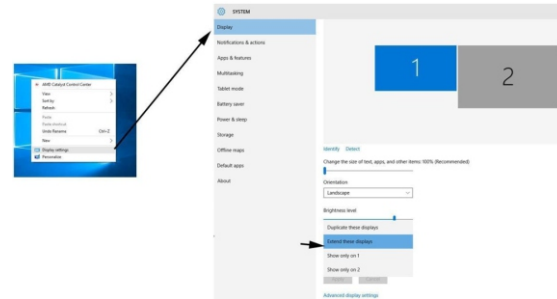 AMD Catalyst Control Center
View
Sort by
Refresh
Paste
Paste shortcut
Undo Rename Ctrl+Z
New
Display settings
Personalize
SYSTEM
Display
Notifications & actions
Apps & features
Multitasking
Tablet mode
Battery saver
Power & sleep
Storage
Offline maps
Default apps
About
1
2
Identify Detect
Change the size of text, apps, and other items: 100% (Recommended)
Orientation
Landscape
Brightness level
Duplicate these displays
Extend these displays
Show only on 1
Show only on 2
Advanced display settings